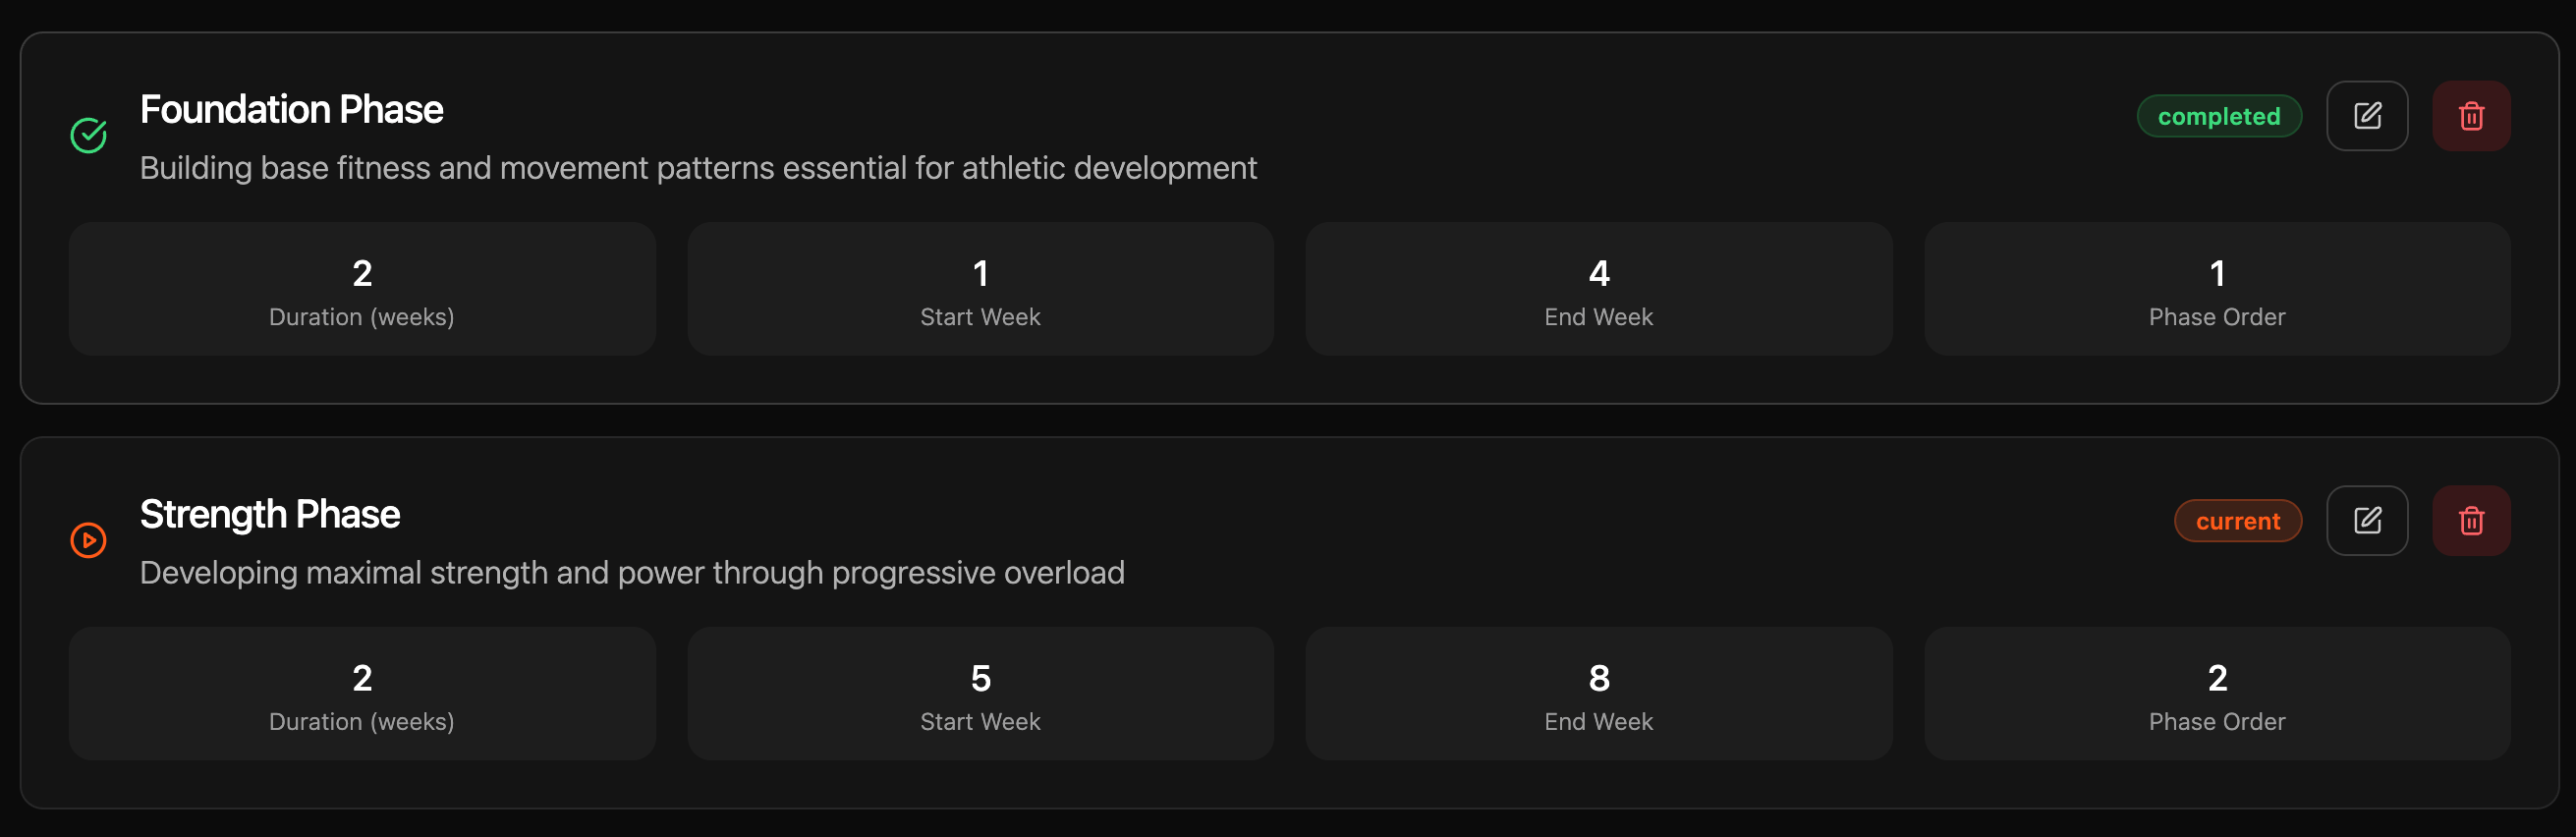 Foundation Phase
completed
Building base fitness and movement patterns essential for athletic development
2
Duration (weeks)
1
Start Week
4
End Week
1
Phase Order
Strength Phase
current
Developing maximal strength and power through progressive overload
2
Duration (weeks)
5
Start Week
8
End Week
2
Phase Order